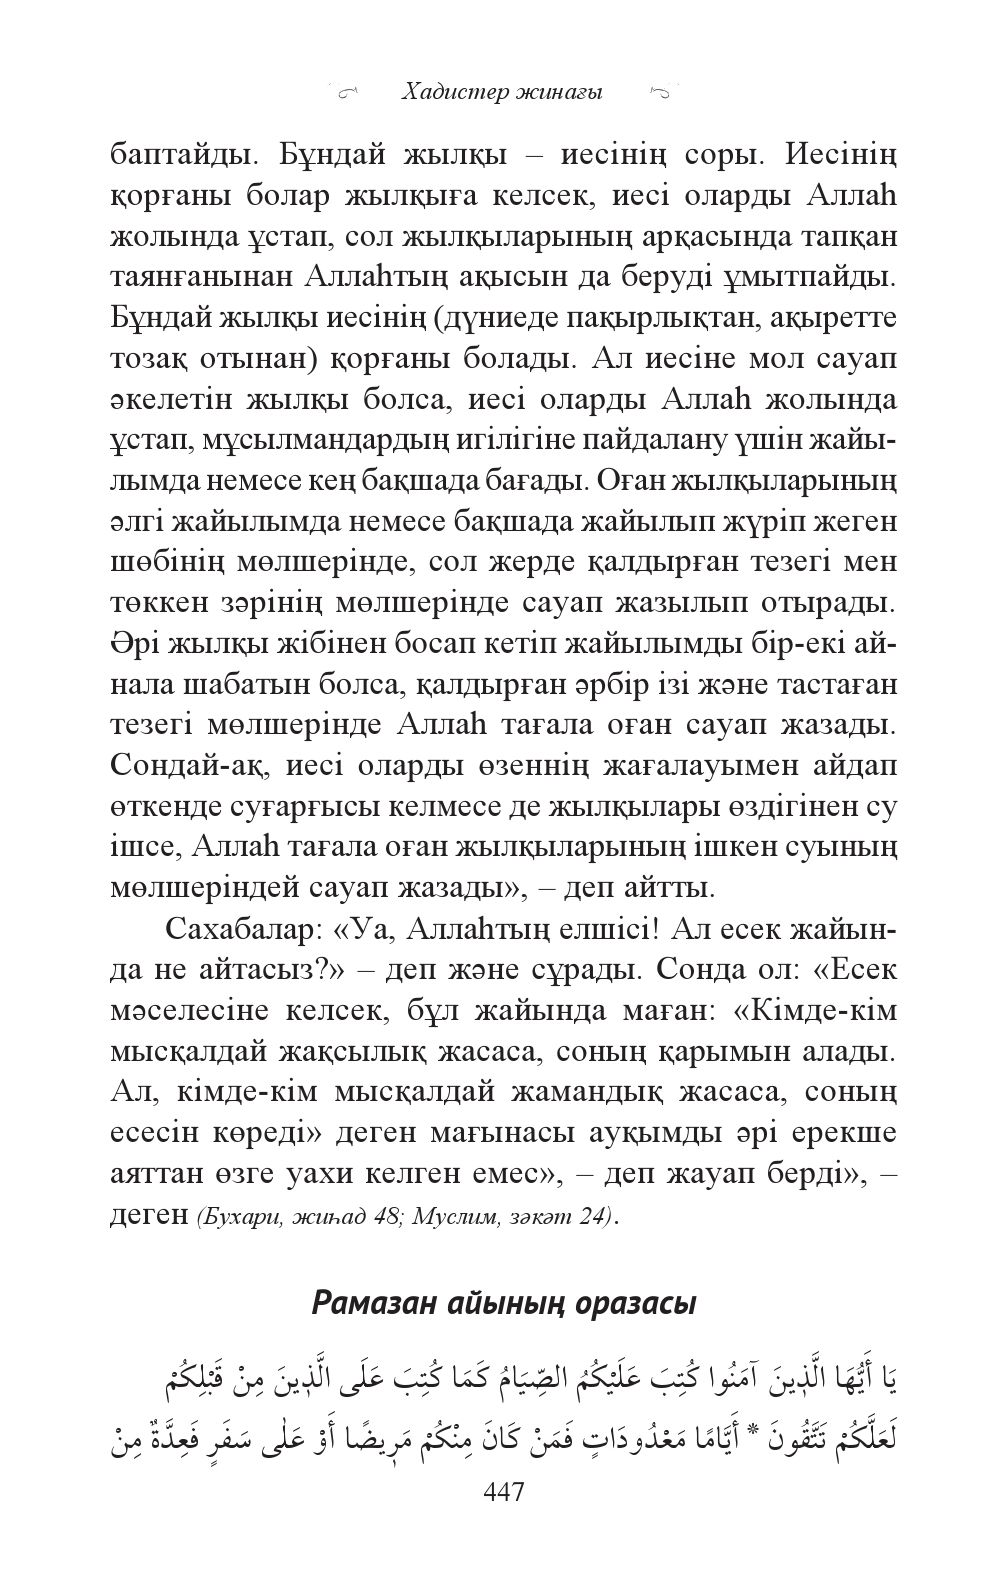 Хадистер жинағы
баптайды. Бұндай жылқы – иесінің соры. Иесінің
қорғаны болар жылқыға келсек, иесі оларды Аллаһ
жолында ұстап, сол жылқыларының арқасында тапқан
таянғанынан Аллаһтың ақысын да беруді ұмытпайды.
Бұндай жылқы иесінің (дүниеде пақырлықтан, ақыретте
тозақ отынан) қорғаны болады. Ал иесіне мол сауап
әкелетін жылқы болса, иесі оларды Аллаһ жолында
ұстап, мұсылмандардың игілігіне пайдалану үшін жайы-
лымда немесе кең бақшада бағады. Оған жылқыларының
әлгі жайылымда немесе бақшада жайылып жүріп жеген
шөбінің мөлшерінде, сол жерде қалдырған тезегі мен
төккен зәрінің мөлшерінде сауап жазылып отырады.
Әрі жылқы жібінен босап кетіп жайылымды бір-екі ай-
нала шабатын болса, қалдырған әрбір ізі және тастаған
тезегі мөлшерінде Аллаһ тағала оған сауап жазады.
Сондай-ақ, иесі оларды өзеннің жағалауымен айдап
өткенде суғарғысы келмесе де жылқылары өздігінен су
ішсе, Аллаһ тағала оған жылқыларының ішкен суының
мөлшеріндей сауап жазады», – деп айтты.
Сахабалар: «Уа, Аллаһтың елшісі! Ал есек жайын-
да не айтасыз?» – деп және сұрады. Сонда ол: «Есек
мәселесіне келсек, бұл жайында маған: «Кімде-кім
мысқалдай жақсылық жасаса, соның қарымын алады.
Ал, кімде-кім мысқалдай жамандық жасаса, соның
есесін көреді» деген мағынасы ауқымды әрі ерекше
аяттан өзге уахи келген емес», – деп жауап берді», –
деген (Бухари, жиһад 48; Муслим, зәкәт 24).
Рамазан айының оразасы
يَا أَيُّهَا الَّذِينَ آمَنُوا كُتِبَ عَلَيْكُمُ الصِّيَامُ كَمَا كُتِبَ عَلَى الَّذِينَ مِنْ قَبْلِكُمْ
لَعَلَّكُمْ تَتَّقُونَ * أَيَّامًا مَعْدُودَاتٍ فَمَنْ كَانَ مِنْكُمْ مَرِيضًا أَوْ عَلٰى سَفَرٍ فَعِدَّةٌ مِنْ
447